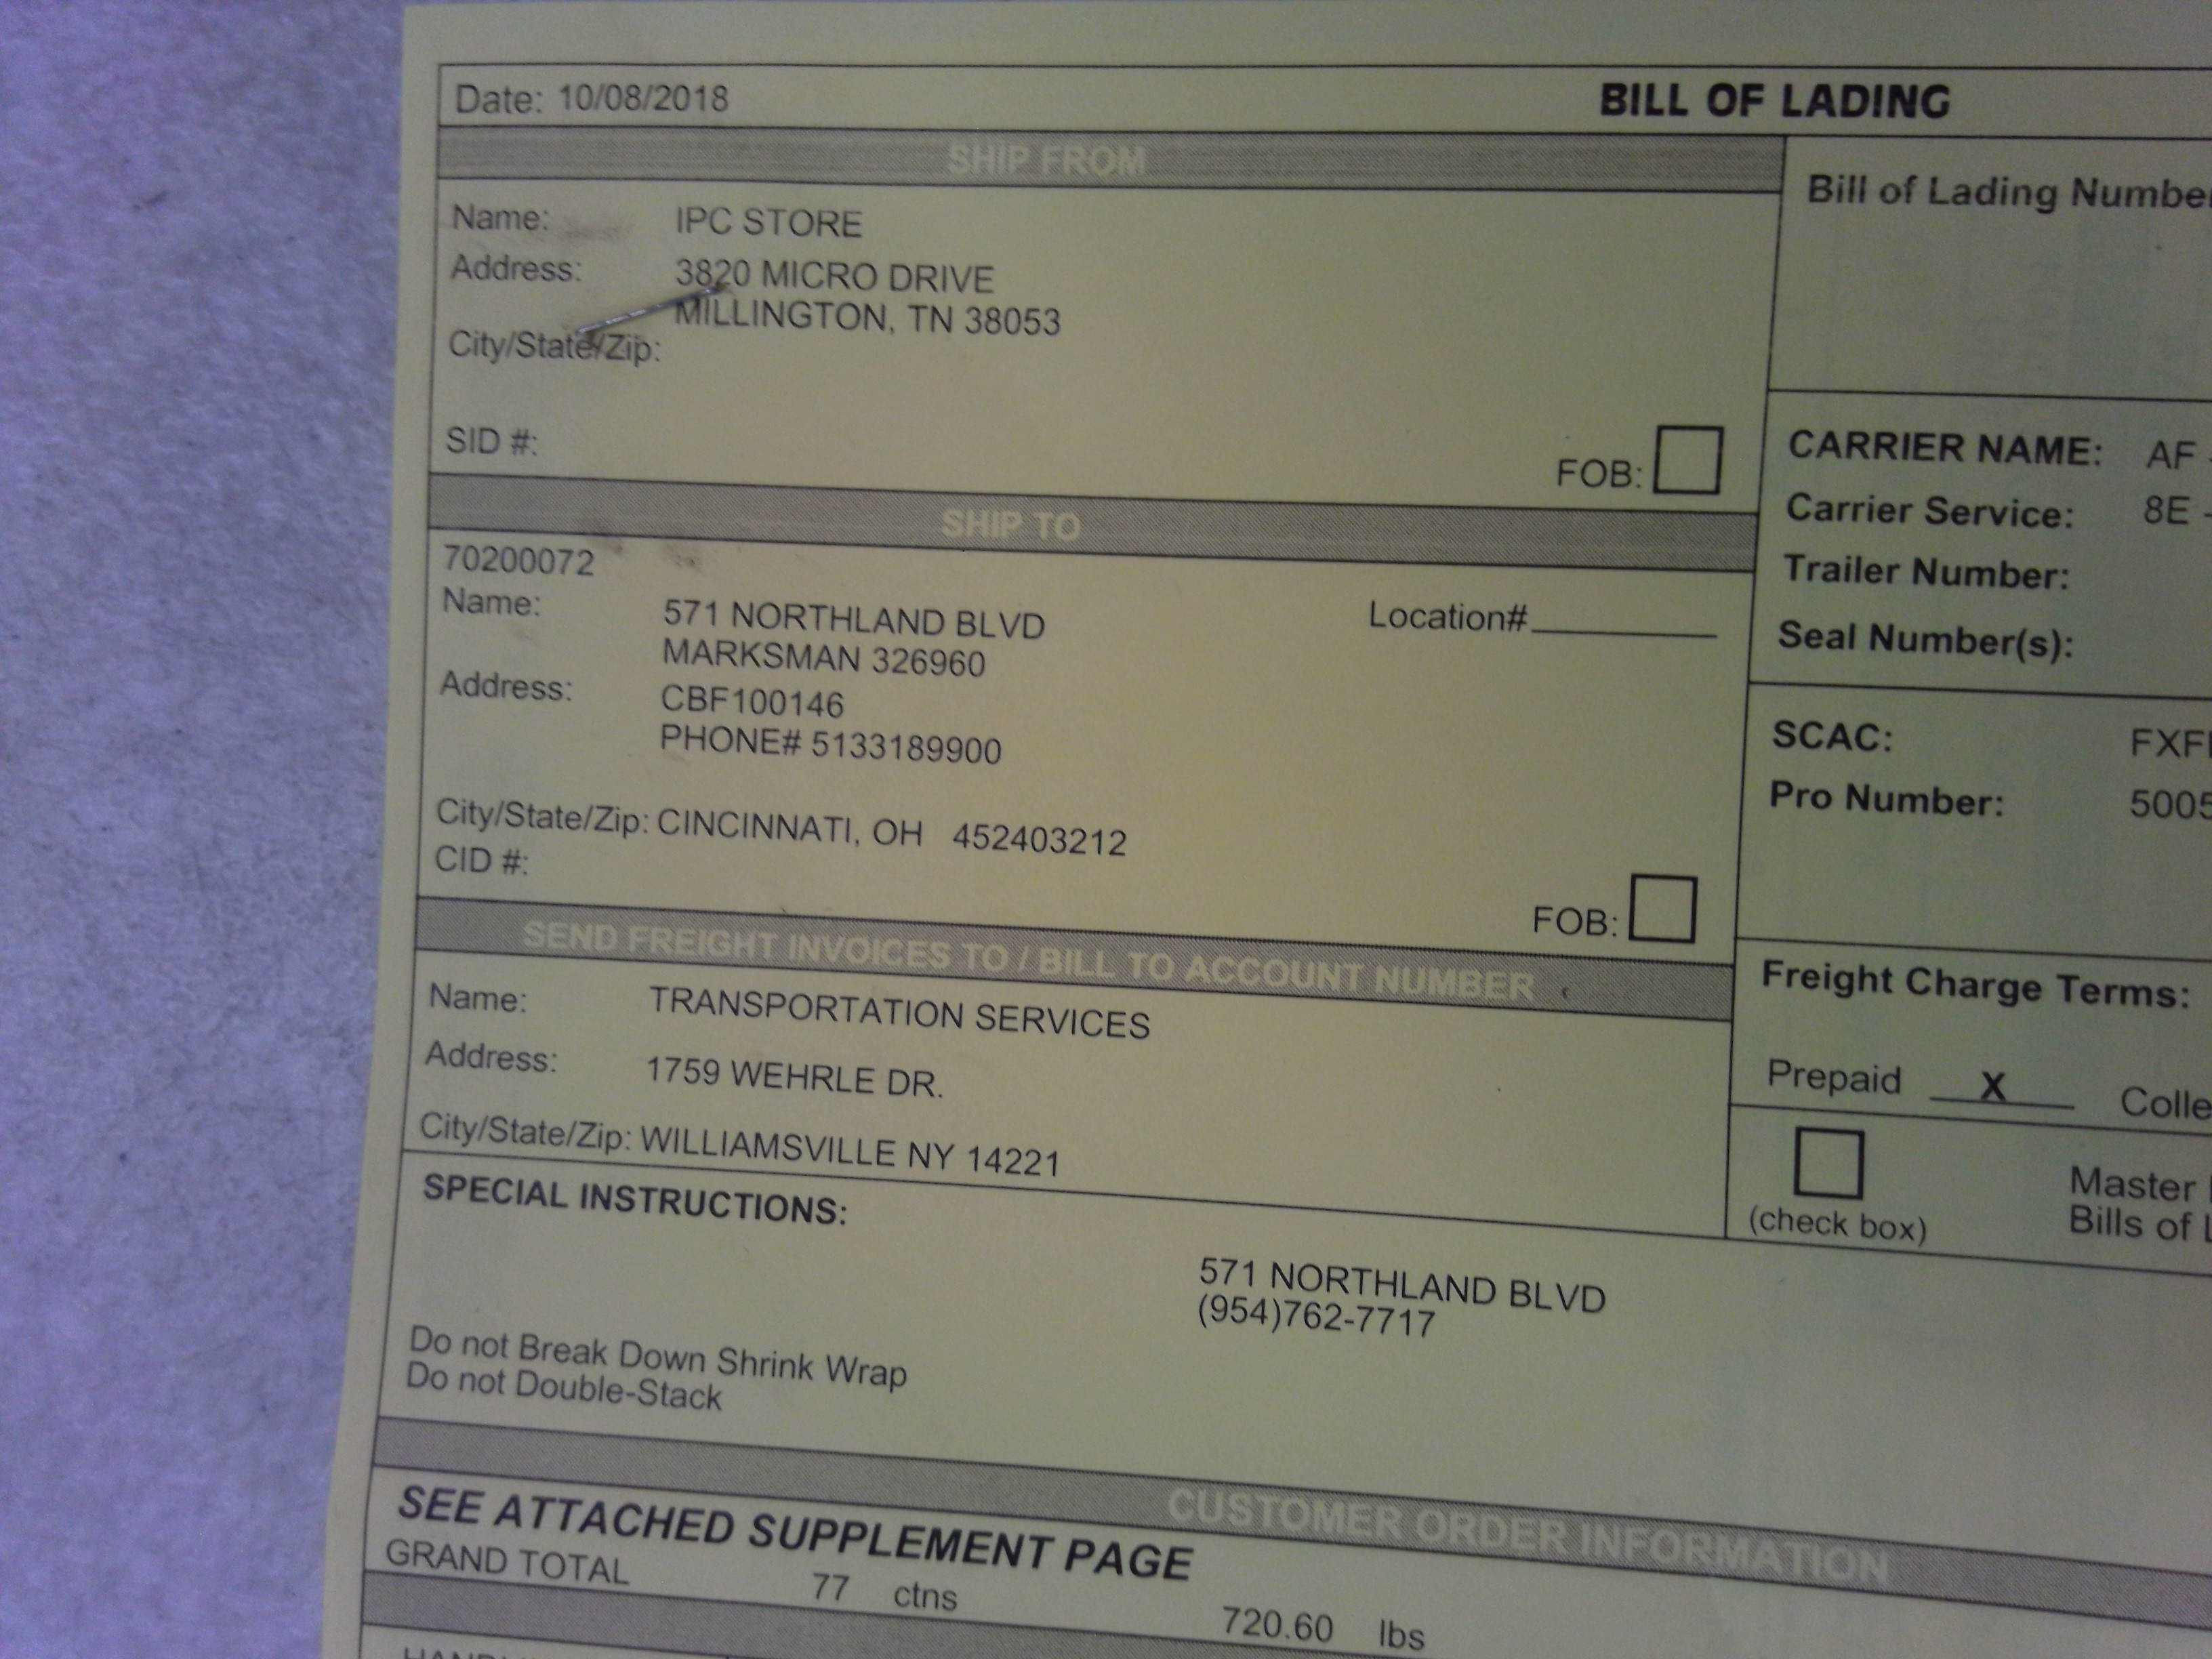 Date: 10/08/2018
BILL OF LADING
SHIP FROM
Name: IPC STORE
Address: 3820 MICRO DRIVE
MILLINGTON, TN 38053
City/State/Zip:
SID #:
FOB:
Bill of Lading Number
CARRIER NAME: AF
Carrier Service: 8E -
Trailer Number:
Seal Number(s):
SHIP TO
70200072
Name: 571 NORTHLAND BLVD
Location#
MARKSMAN 326960
Address: CBF100146
PHONE# 5133189900
City/State/Zip: CINCINNATI, OH 452403212
CID #:
FOB:
SCAC: FXF
Pro Number: 5005
SEND FREIGHT INVOICES TO / BILL TO ACCOUNT NUMBER
Name: TRANSPORTATION SERVICES
Address: 1759 WEHRLE DR.
City/State/Zip: WILLIAMSVILLE NY 14221
Freight Charge Terms:
Prepaid X Colle
(check box)
Master
Bills of L
SPECIAL INSTRUCTIONS:
571 NORTHLAND BLVD
(954)762-7717
Do not Break Down Shrink Wrap
Do not Double-Stack
CUSTOMER ORDER INFORMATION
SEE ATTACHED SUPPLEMENT PAGE
GRAND TOTAL 77 ctns 720.60 lbs